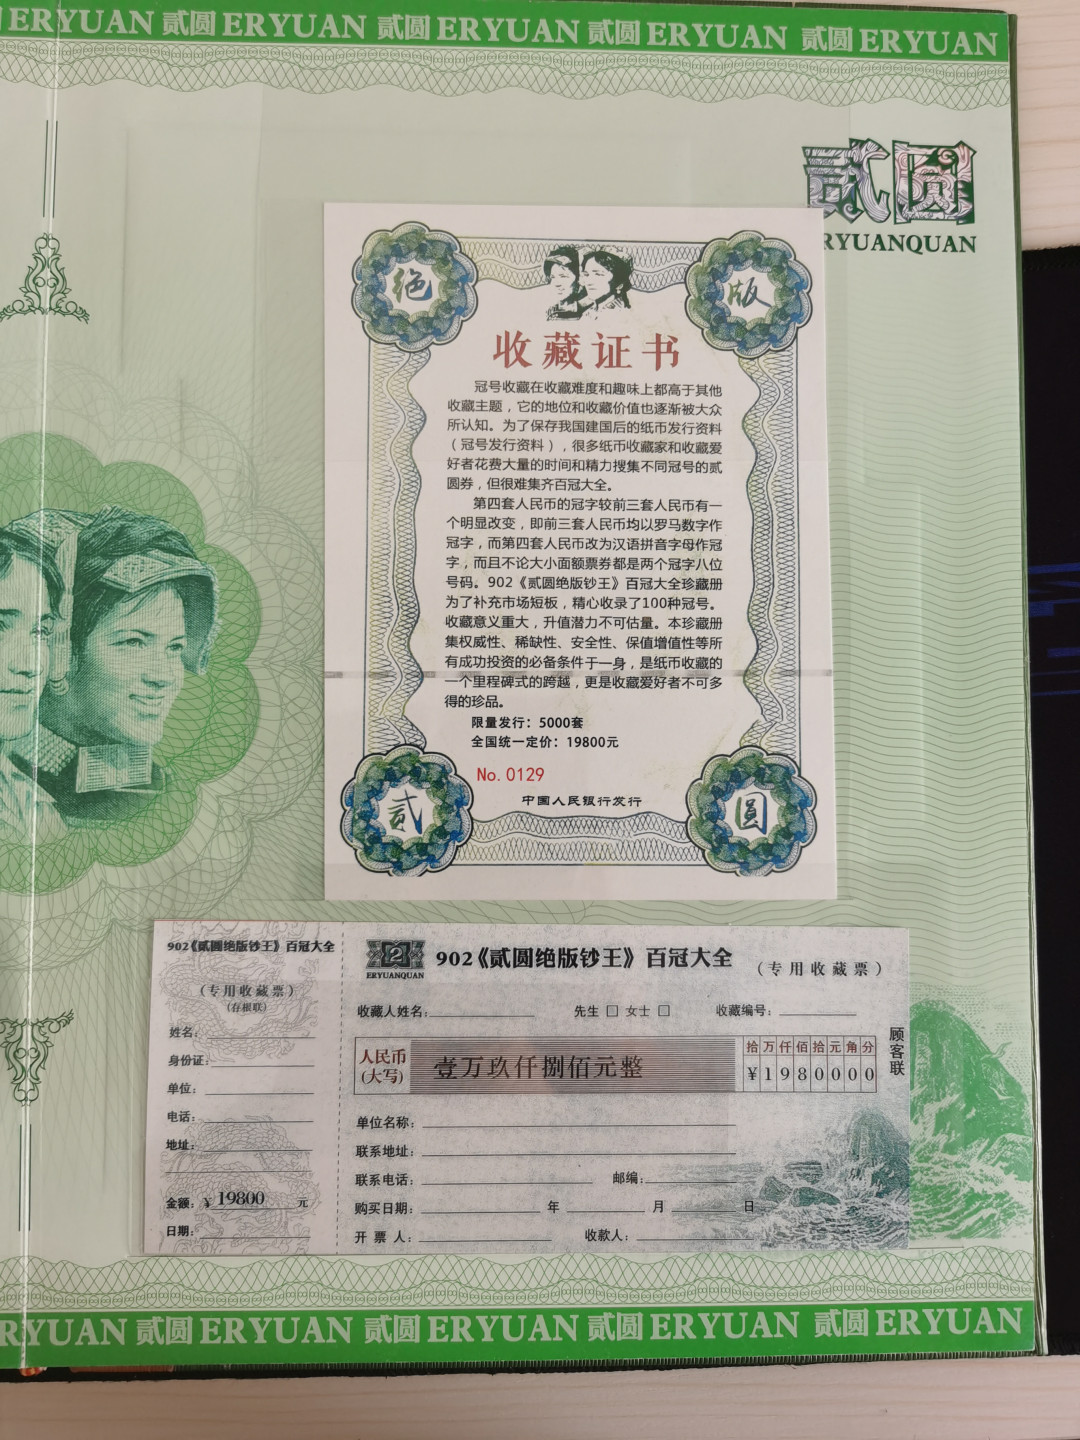 ERYUAN 贰圆 ERYUAN 贰圆 ERYUAN 贰圆 ERYUAN 贰圆 ERYUAN
贰圆
RYUANQUAN
绝
版
收藏证书
冠号收藏在收藏难度和趣味上都高于其他
收藏主题，它的地位和收藏价值也逐渐被大众
所认知。为了保存我国建国后的纸币发行资料
（冠号发行资料），很多纸币收藏家和收藏爱
好者花费大量的时间和精力搜集不同冠号的贰
圆券，但很难集齐百冠大全。
第四套人民币的冠字较前三套人民币有一
个明显改变，即前三套人民币均以罗马数字作
冠字，而第四套人民币改为汉语拼音字母作冠
字，而且不论大小面额票券都是两个冠字八位
号码。902《贰圆绝版钞王》百冠大全珍藏册
为了补充市场短板，精心收录了100种冠号。
收藏意义重大，升值潜力不可估量。本珍藏册
集权威性、稀缺性、安全性、保值增值性等所
有成功投资的必备条件于一身，是纸币收藏的
一个里程碑式的跨越，更是收藏爱好者不可多
得的珍品。
限量发行：5000套
全国统一定价：19800元
No. 0129
中国人民银行发行
贰
圆
902《贰圆绝版钞王》百冠大全
（专用收藏票）
（存根联）
姓名：
身份证：
单位：
电话：
地址：
金额：￥19800 元
日期：
2
ERYUANQUAN
902《贰圆绝版钞王》百冠大全
（专用收藏票）
收藏人姓名： 先生 □ 女士 □ 收藏编号：
人民币
(大写)
壹万玖仟捌佰元整
拾万仟佰拾元角分
￥1980000
单位名称：
联系地址：
联系电话： 邮编：
购买日期： 年 月 日
开票人： 收款人：
顾客联
RYUAN 贰圆 ERYUAN 贰圆 ERYUAN 贰圆 ERYUAN 贰圆 ERYUAN